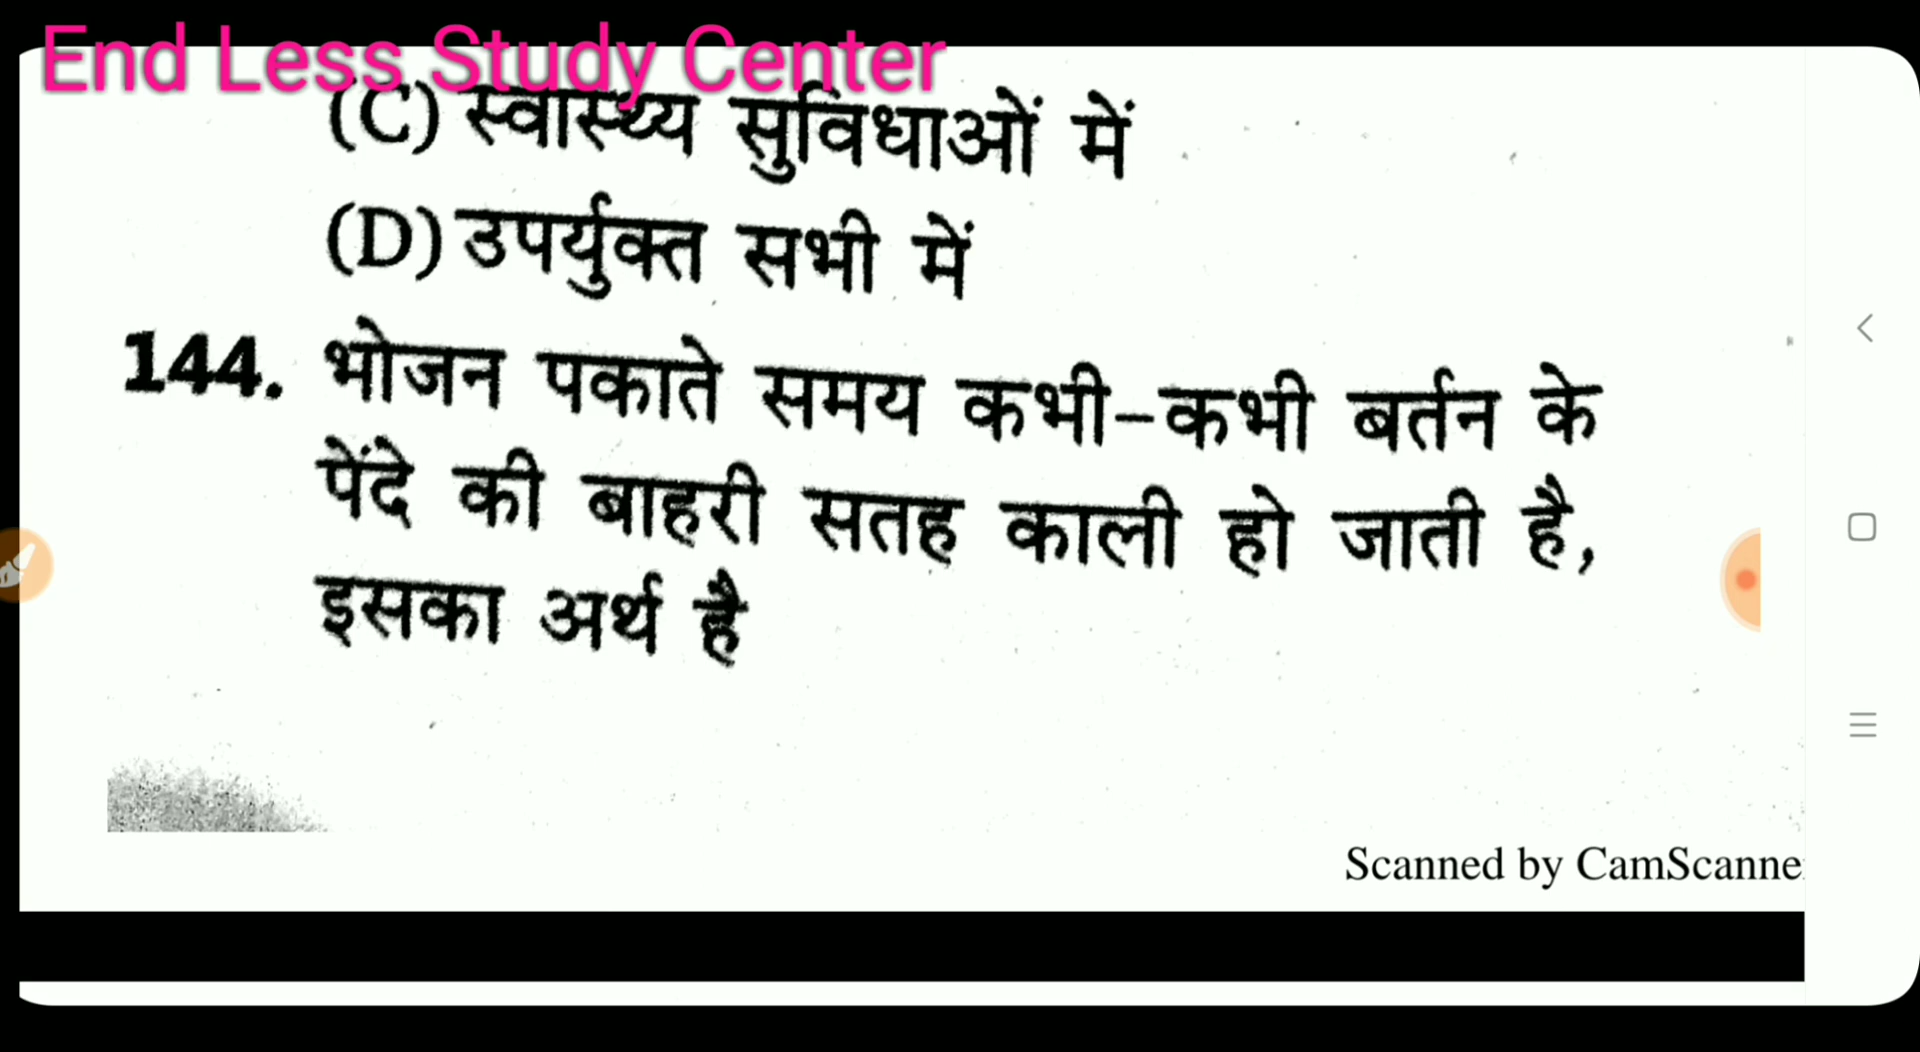 End Less Study Center
(C) स्वास्थ्य सुविधाओं में
(D) उपर्युक्त सभी में
144. भोजन पकाते समय कभी-कभी बर्तन के
पेंदे की बाहरी सतह काली हो जाती है,
इसका अर्थ है
Scanned by CamScanne